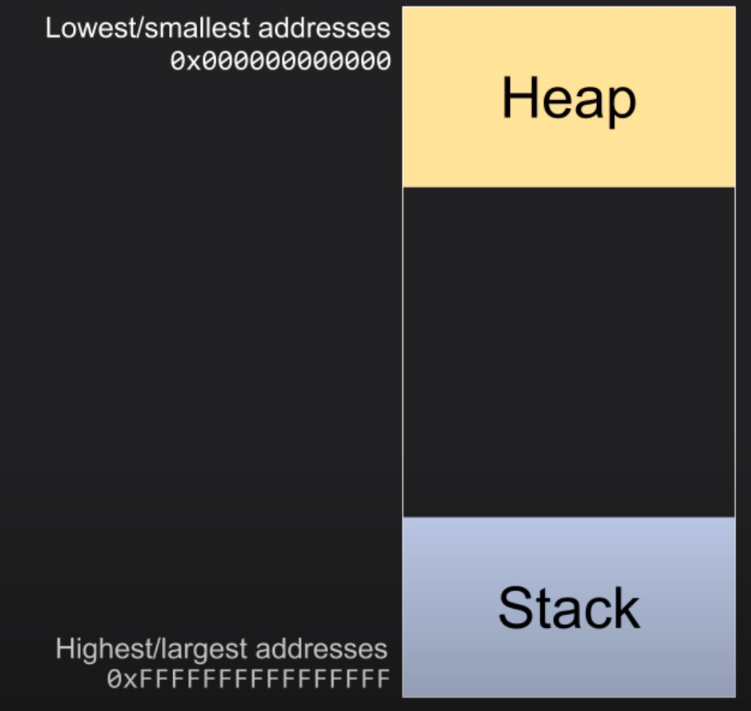 Lowest/smallest addresses
0x000000000000
Heap
Stack
Highest/largest addresses
0xFFFFFFFFFFFFFFFF